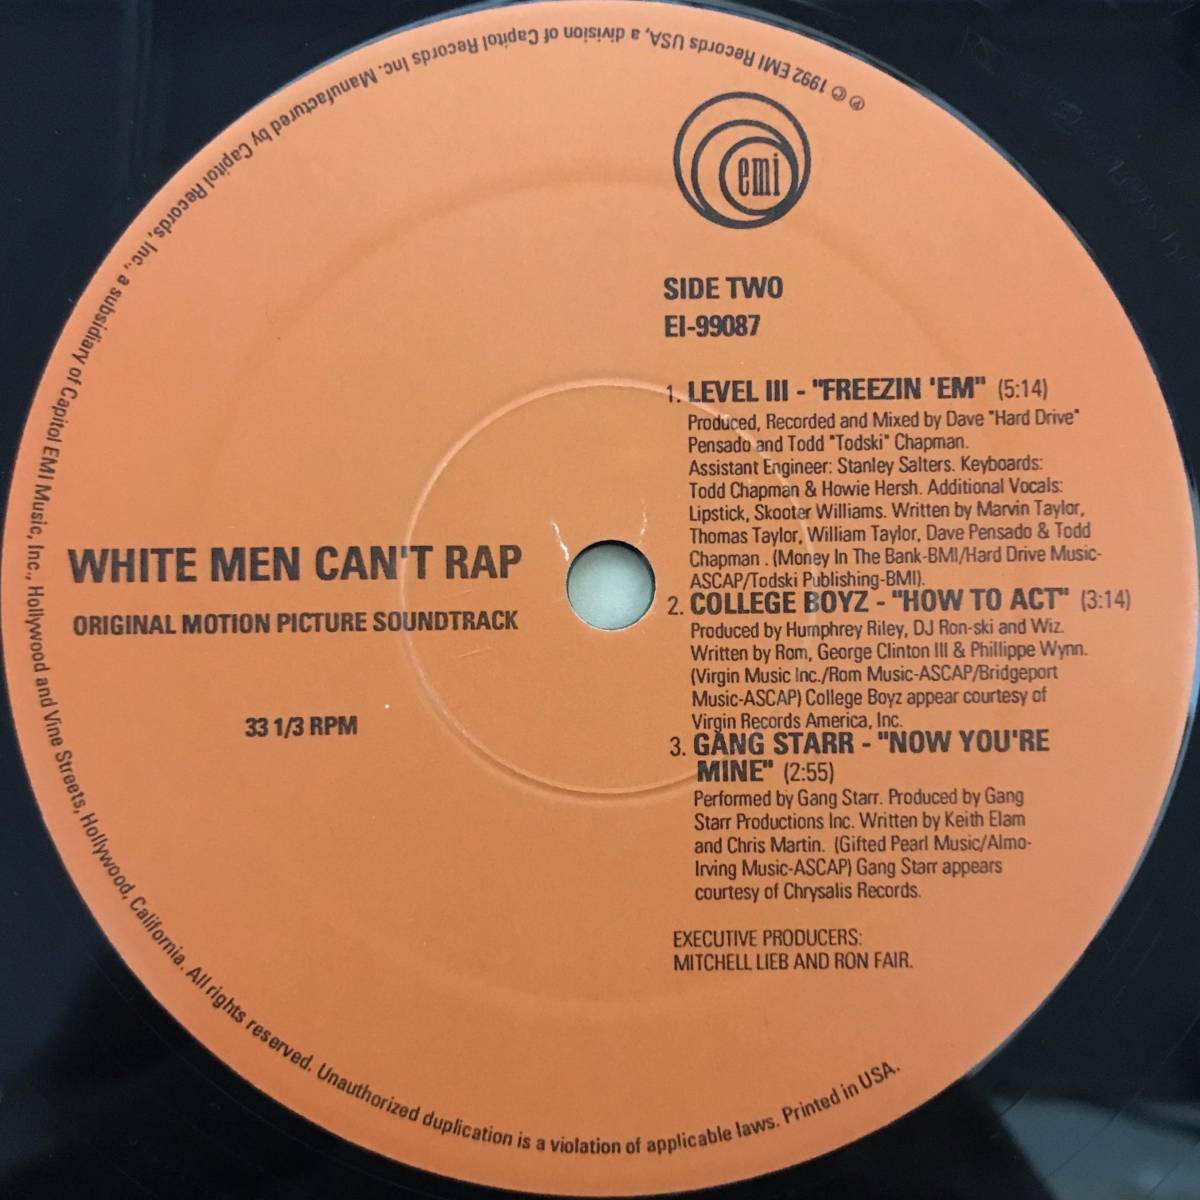 emi
SIDE TWO
EI-99087
1. LEVEL III - "FREEZIN 'EM" (5:14)
Produced, Recorded and Mixed by Dave "Hard Drive"
Pensado and Todd "Todski" Chapman.
Assistant Engineer: Stanley Salters. Keyboards:
Todd Chapman & Howie Hersh. Additional Vocals:
Lipstick, Skooter Williams. Written by Marvin Taylor,
Thomas Taylor, William Taylor, Dave Pensado & Todd
Chapman . (Money In The Bank-BMI/Hard Drive Music-
ASCAP/Todski Publishing-BMI).
2. COLLEGE BOYZ - "HOW TO ACT" (3:14)
Produced by Humphrey Riley, DJ Ron-ski and Wiz.
Written by Rom, George Clinton III & Phillippe Wynn.
(Virgin Music Inc./Rom Music-ASCAP/Bridgeport
Music-ASCAP) College Boyz appear courtesy of
Virgin Records America, Inc.
3. GANG STARR - "NOW YOU'RE
MINE" (2:55)
Performed by Gang Starr. Produced by Gang
Starr Productions Inc. Written by Keith Elam
and Chris Martin. (Gifted Pearl Music/Almo-
Irving Music-ASCAP) Gang Starr appears
courtesy of Chrysalis Records.
EXECUTIVE PRODUCERS:
MITCHELL LIEB AND RON FAIR.
WHITE MEN CAN'T RAP
ORIGINAL MOTION PICTURE SOUNDTRACK
33 1/3 RPM
℗ © 1992 EMI Records USA, a division of Capitol Records Inc. Manufactured by Capitol Records, Inc., a subsidiary of Capitol EMI Music, Inc., Hollywood and Vine Streets, Hollywood, California. All rights reserved. Unauthorized duplication is a violation of applicable laws. Printed in USA.